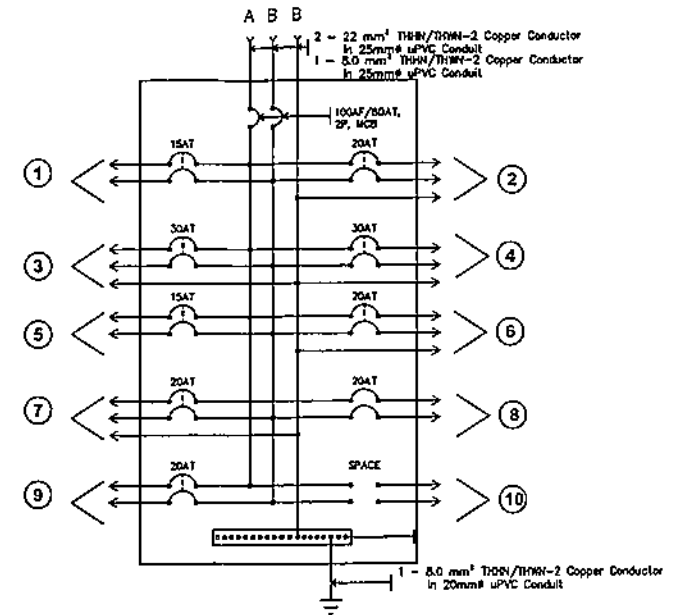 A B B
2 - 22 mm² THHN/THWN-2 Copper Conductor
In 25mmø uPVC Conduit
1 - 8.0 mm² THHN/THWN-2 Copper Conductor
In 25mmø uPVC Conduit
100AF/80AT,
2P, MCB
15AT 20AT
1 2
30AT 30AT
3 4
15AT 20AT
5 6
20AT 20AT
7 8
20AT SPACE
9 10
1 - 8.0 mm² THHN/THWN-2 Copper Conductor
In 20mmø uPVC Conduit